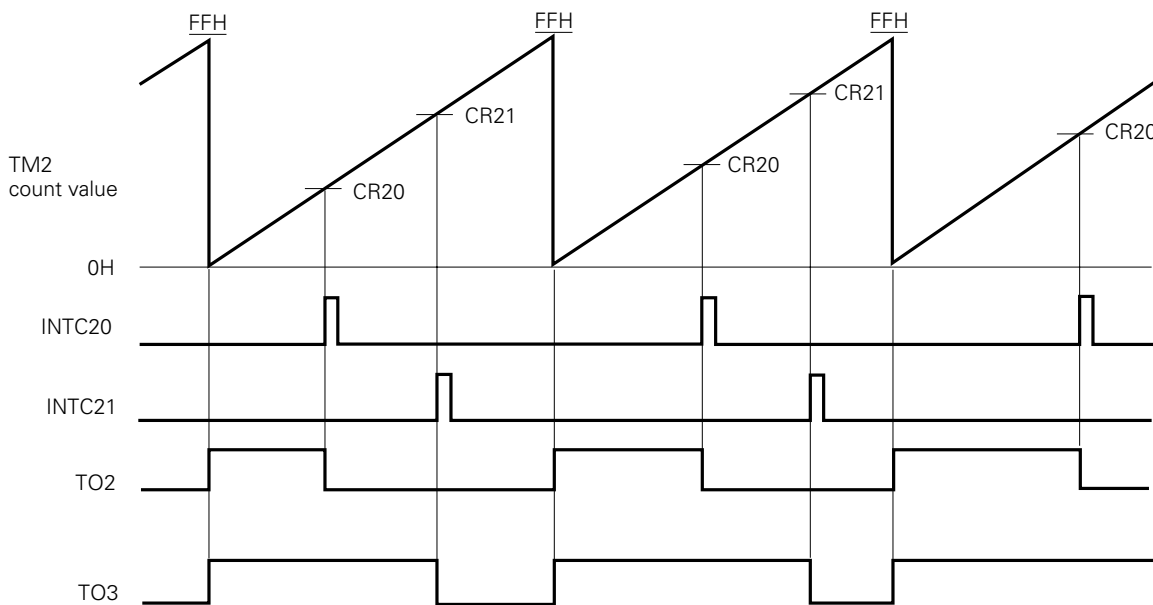 FFH
FFH
FFH
CR21
CR21
CR20
CR20
CR20
TM2
count value
0H
INTC20
INTC21
TO2
TO3